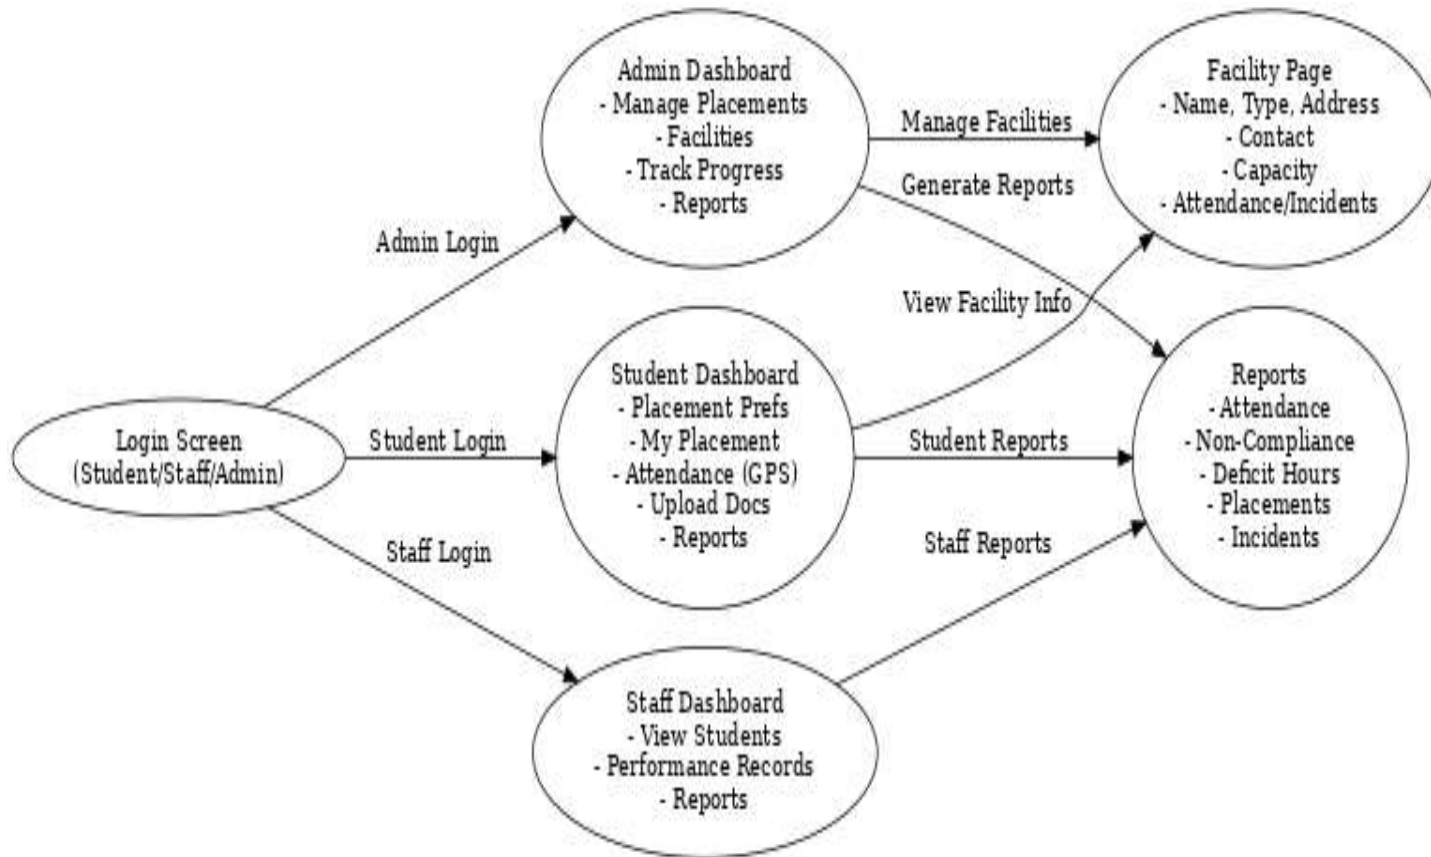 Login Screen
(Student/Staff/Admin)
Admin Login
Student Login
Staff Login
Admin Dashboard
- Manage Placements
- Facilities
- Track Progress
- Reports
Student Dashboard
- Placement Prefs
- My Placement
- Attendance (GPS)
- Upload Docs
- Reports
Staff Dashboard
- View Students
- Performance Records
- Reports
Manage Facilities
Generate Reports
View Facility Info
Student Reports
Staff Reports
Facility Page
- Name, Type, Address
- Contact
- Capacity
- Attendance/Incidents
Reports
- Attendance
- Non-Compliance
- Deficit Hours
- Placements
- Incidents